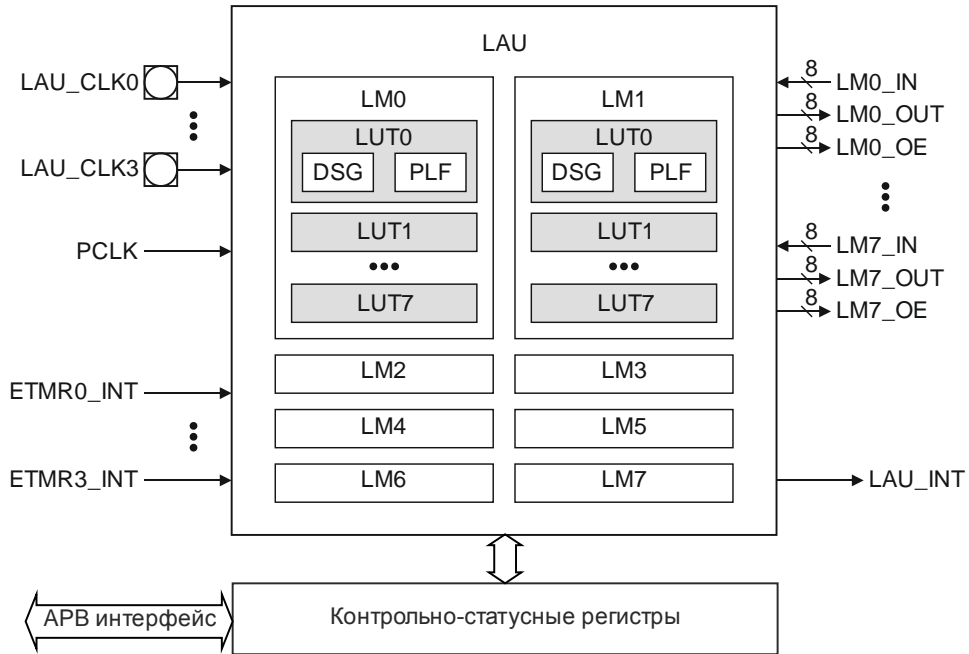 LAU
LAU_CLK0
LAU_CLK3
PCLK
ETMR0_INT
ETMR3_INT
LM0
LUT0
DSG PLF
LUT1
LUT7
LM1
LUT0
DSG PLF
LUT1
LUT7
LM2
LM3
LM4
LM5
LM6
LM7
8 LM0_IN
8 LM0_OUT
8 LM0_OE
8 LM7_IN
8 LM7_OUT
8 LM7_OE
LAU_INT
APB интерфейс
Контрольно-статусные регистры